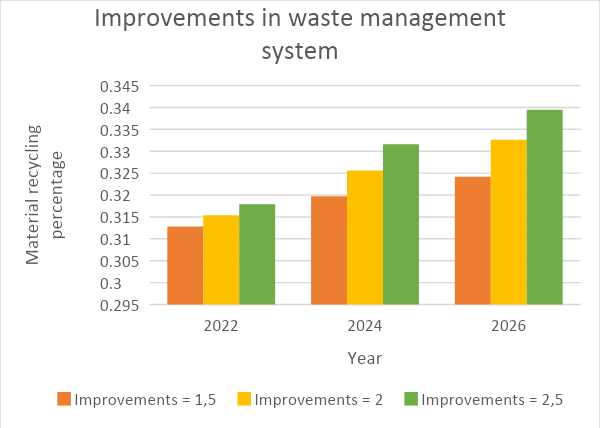 Improvements in waste management
system
Material recycling
percentage
0.345
0.34
0.335
0.33
0.325
0.32
0.315
0.31
0.305
0.3
0.295
2022 2024 2026
Year
Improvements = 1,5 Improvements = 2 Improvements = 2,5